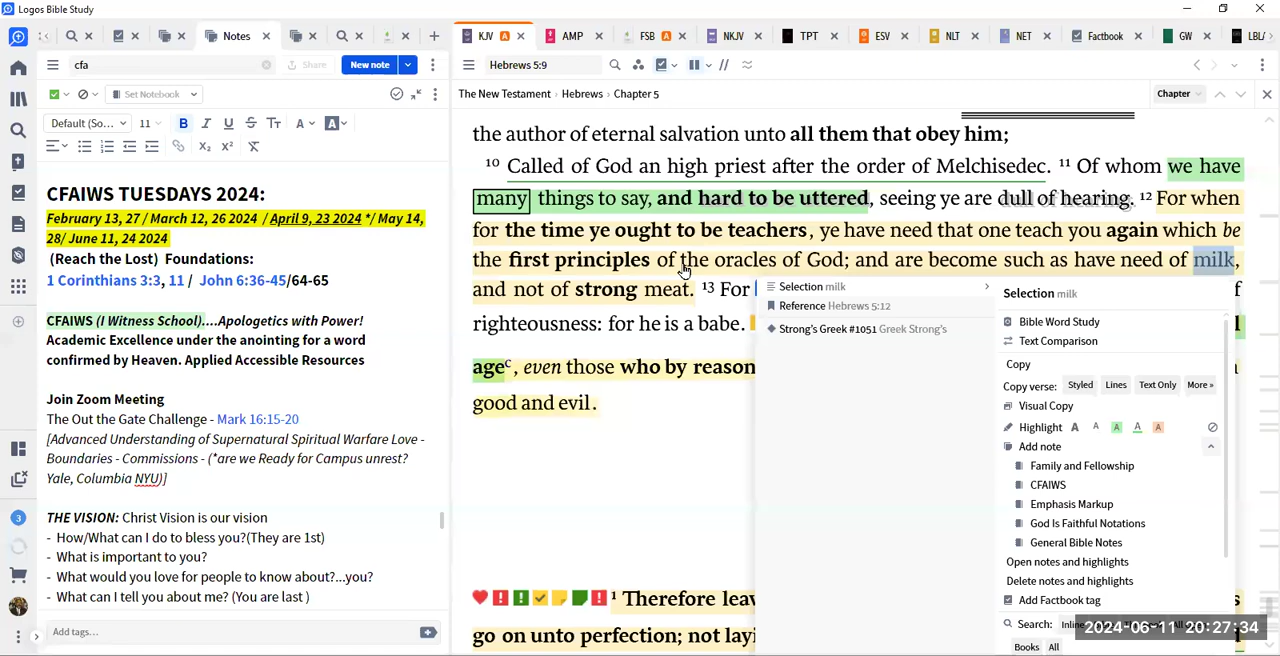 Logos Bible Study
Notes
KJV A
AMP
FSB A
NKJV
TPT
ESV
NLT
NET
Factbook
GW
LBLA
cfa
Share
New note
Hebrews 5:9
Set Notebook
The New Testament › Hebrews › Chapter 5
Chapter
Default (So...
11
B I U S Tт A A
X₂ X²
CFAIWS TUESDAYS 2024:
February 13, 27 / March 12, 26 2024 / April 9, 23 2024 */ May 14,
28/ June 11, 24 2024
(Reach the Lost) Foundations:
1 Corinthians 3:3, 11 / John 6:36-45/64-65
CFAIWS (I Witness School)....Apologetics with Power!
Academic Excellence under the anointing for a word
confirmed by Heaven. Applied Accessible Resources
Join Zoom Meeting
The Out the Gate Challenge - Mark 16:15-20
[Advanced Understanding of Supernatural Spiritual Warfare Love -
Boundaries - Commissions - (*are we Ready for Campus unrest?
Yale, Columbia NYU)]
THE VISION: Christ Vision is our vision
- How/What can I do to bless you?(They are 1st)
- What is important to you?
- What would you love for people to know about?...you?
- What can I tell you about me? (You are last )
Add tags...
3
the author of eternal salvation unto all them that obey him;
10 Called of God an high priest after the order of Melchisedec. 11 Of whom we have
many things to say, and hard to be uttered, seeing ye are dull of hearing. 12 For when
for the time ye ought to be teachers, ye have need that one teach you again which be
the first principles of the oracles of God; and are become such as have need of milk,
and not of strong meat. 13 For
righteousness: for he is a babe.
agec, even those who by reason
good and evil.
1 Therefore leav
go on unto perfection; not layi
Selection milk
Reference Hebrews 5:12
Strong's Greek #1051 Greek Strong's
Selection milk
Bible Word Study
Text Comparison
Copy
Copy verse: Styled Lines Text Only More »
Visual Copy
Highlight A A A A A
Add note
Family and Fellowship
CFAIWS
Emphasis Markup
God Is Faithful Notations
General Bible Notes
Open notes and highlights
Delete notes and highlights
Add Factbook tag
Search: Inline
Books All
2024-06-11 20:27:34